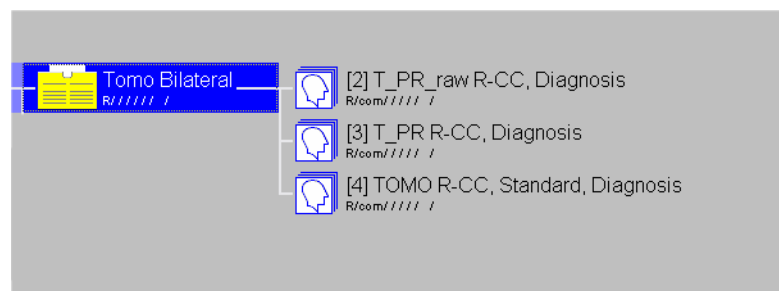 Tomo Bilateral
R/////// /
[2] T_PR_raw R-CC, Diagnosis
R/com///// /
[3] T_PR R-CC, Diagnosis
R/com///// /
[4] TOMO R-CC, Standard, Diagnosis
R/com///// /